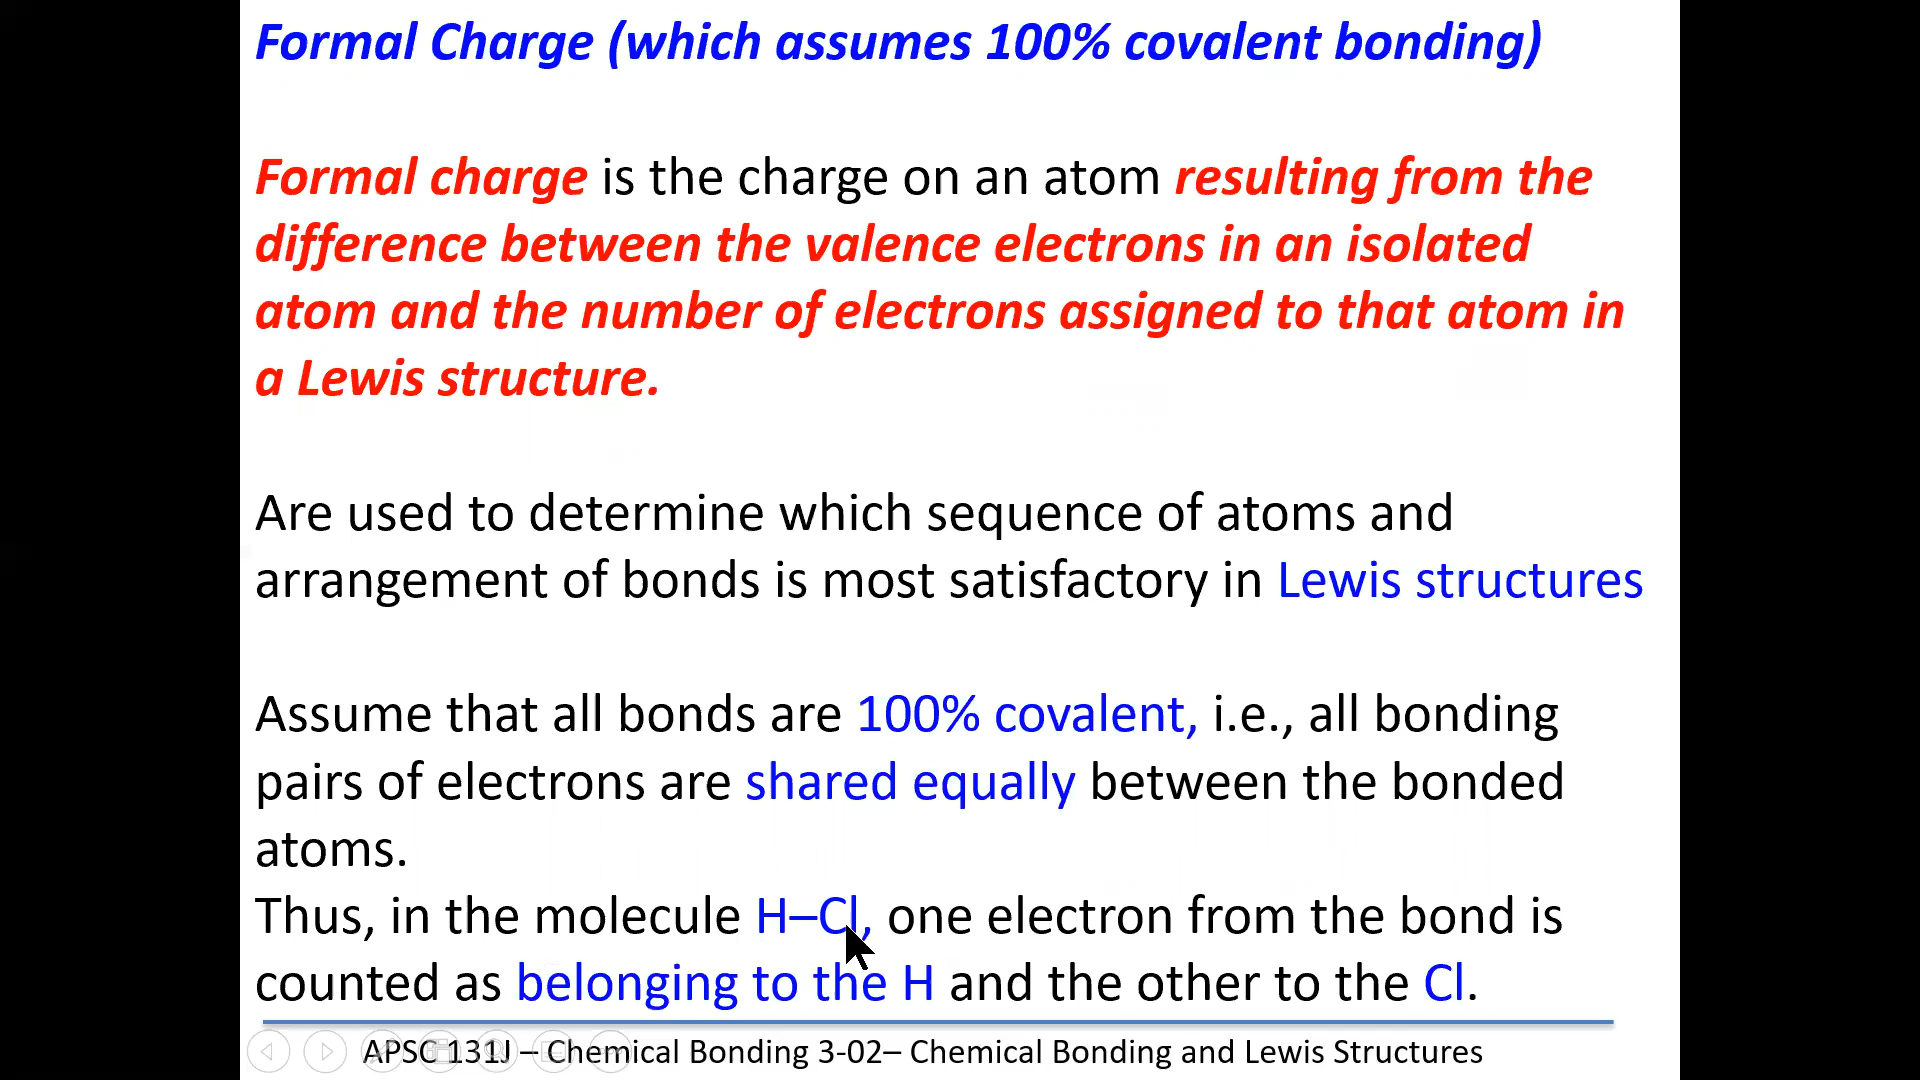 Formal Charge (which assumes 100% covalent bonding)
Formal charge is the charge on an atom resulting from the
difference between the valence electrons in an isolated
atom and the number of electrons assigned to that atom in
a Lewis structure.
Are used to determine which sequence of atoms and
arrangement of bonds is most satisfactory in Lewis structures
Assume that all bonds are 100% covalent, i.e., all bonding
pairs of electrons are shared equally between the bonded
atoms.
Thus, in the molecule H–Cl, one electron from the bond is
counted as belonging to the H and the other to the Cl.
APSC 131J – Chemical Bonding 3-02– Chemical Bonding and Lewis Structures